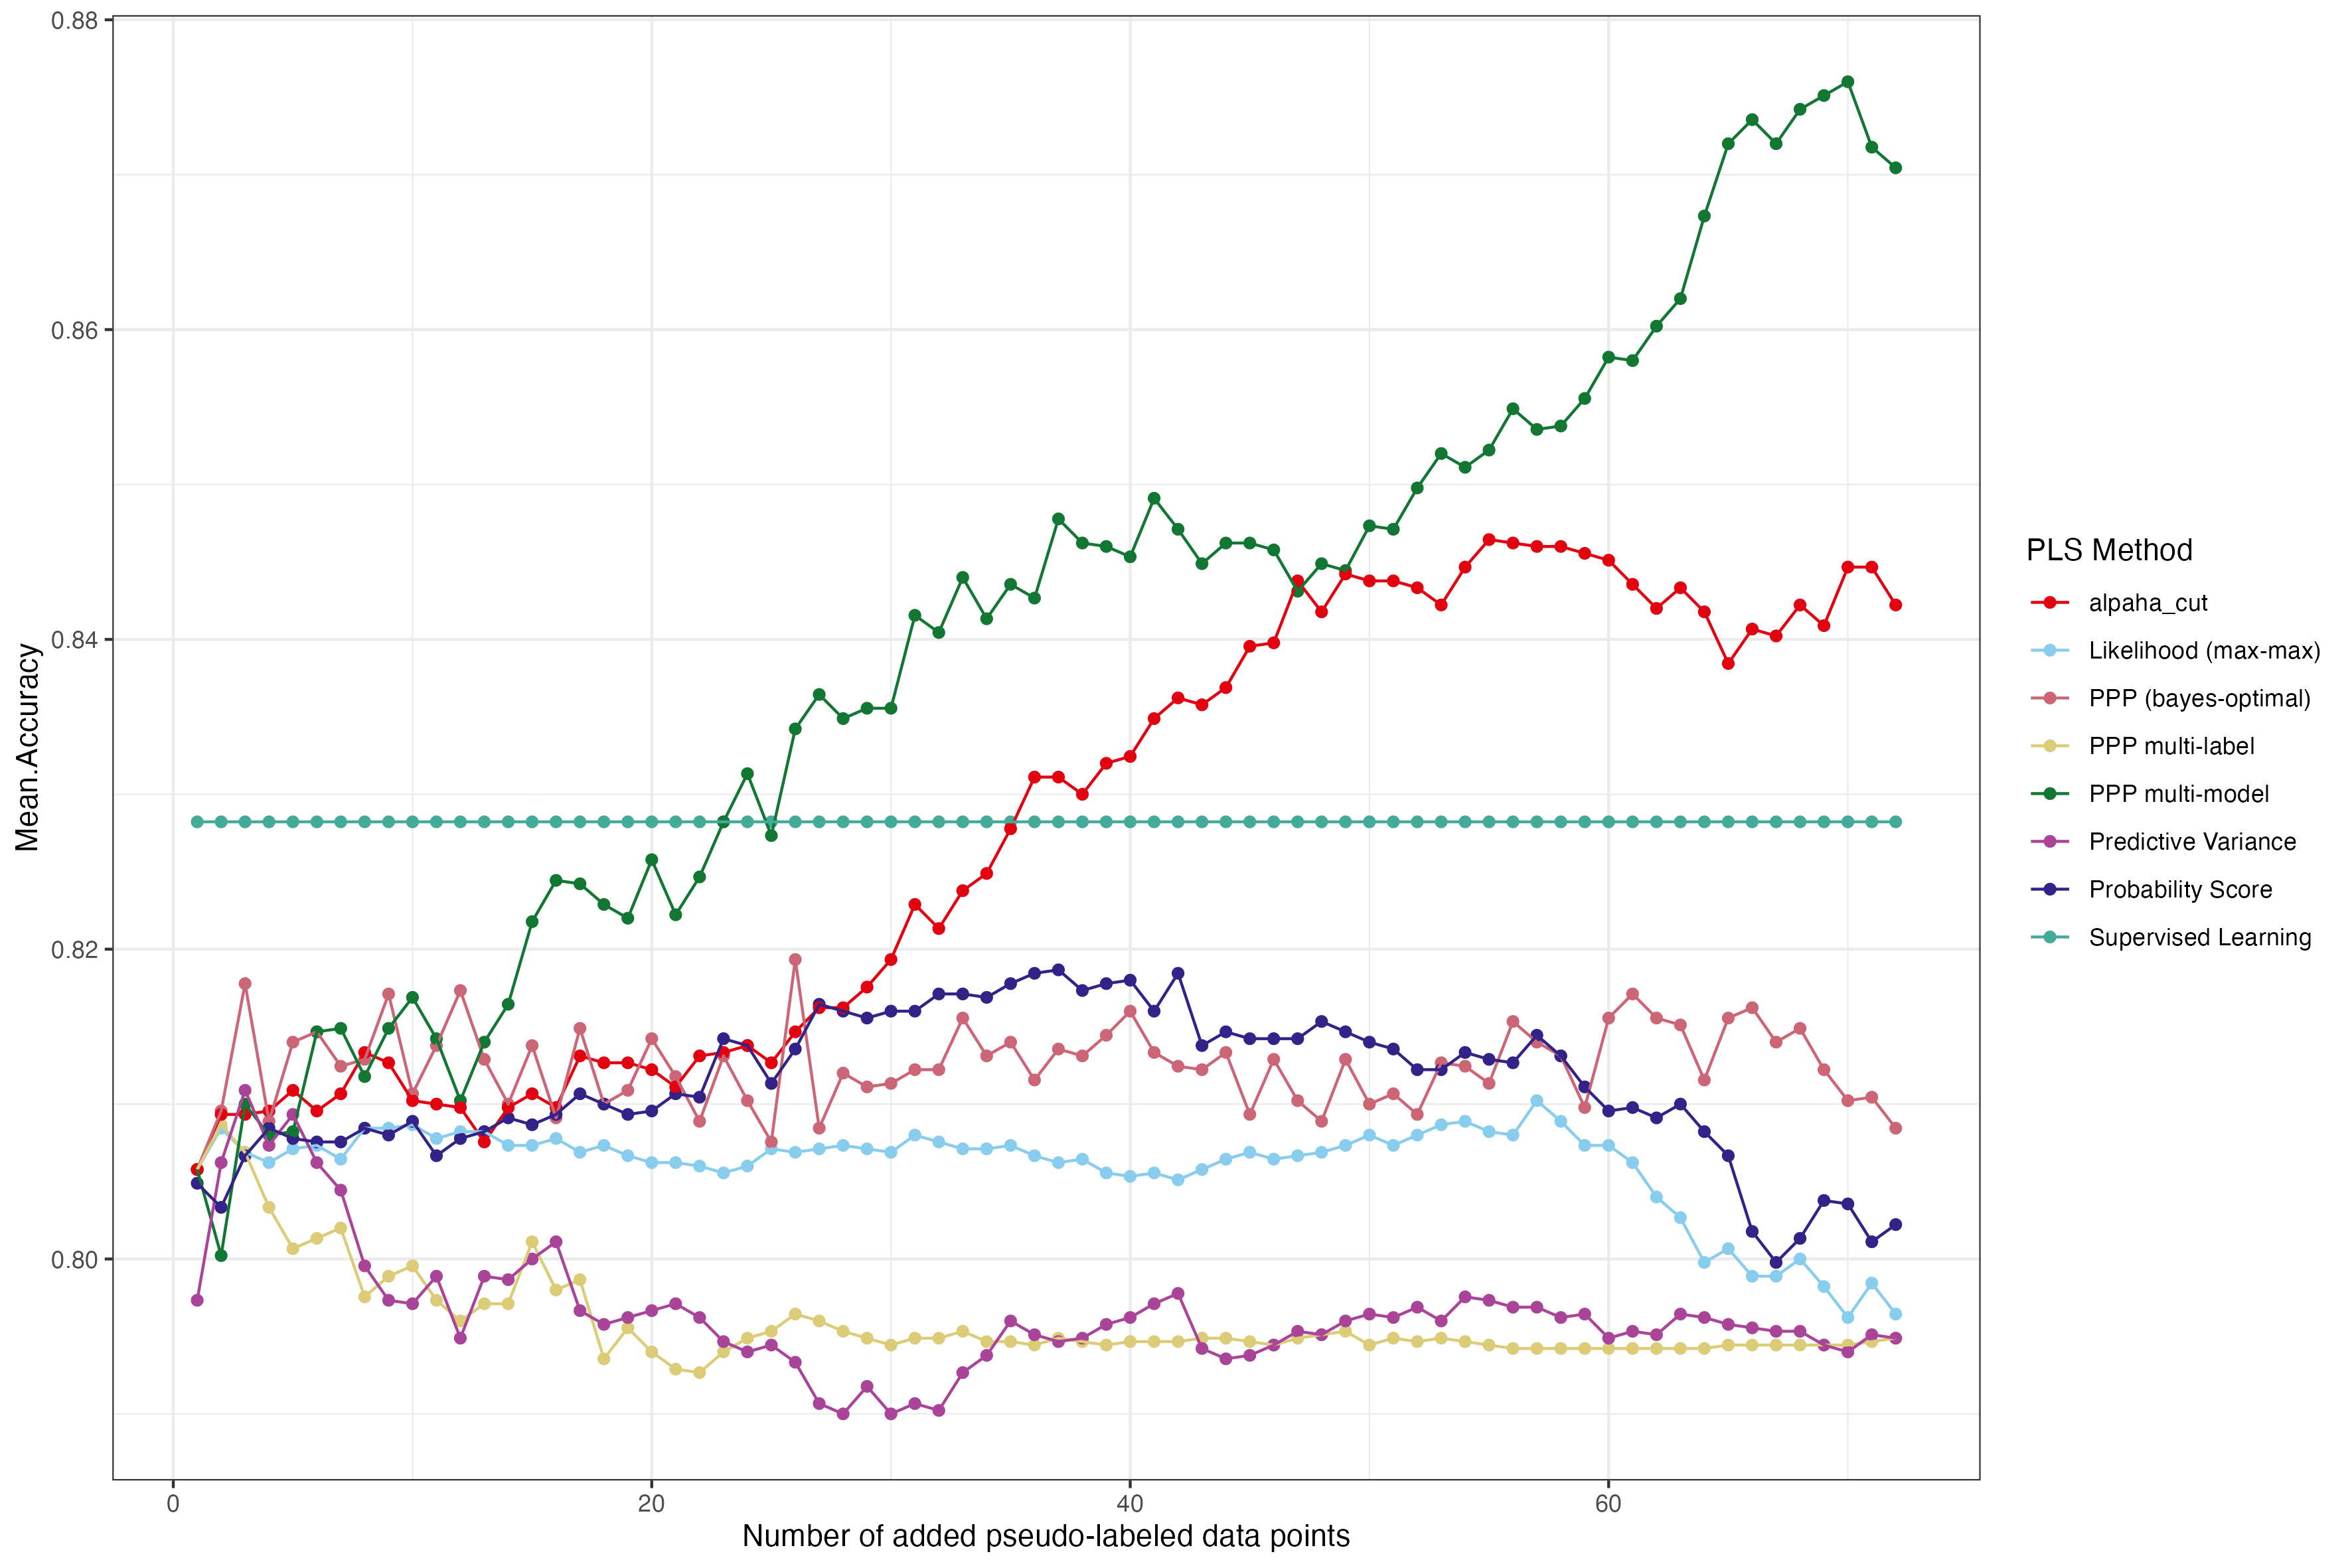 0.88
0.86
0.84
0.82
0.80
Mean.Accuracy
0
20
40
60
Number of added pseudo-labeled data points
PLS Method
alpaha_cut
Likelihood (max-max)
PPP (bayes-optimal)
PPP multi-label
PPP multi-model
Predictive Variance
Probability Score
Supervised Learning